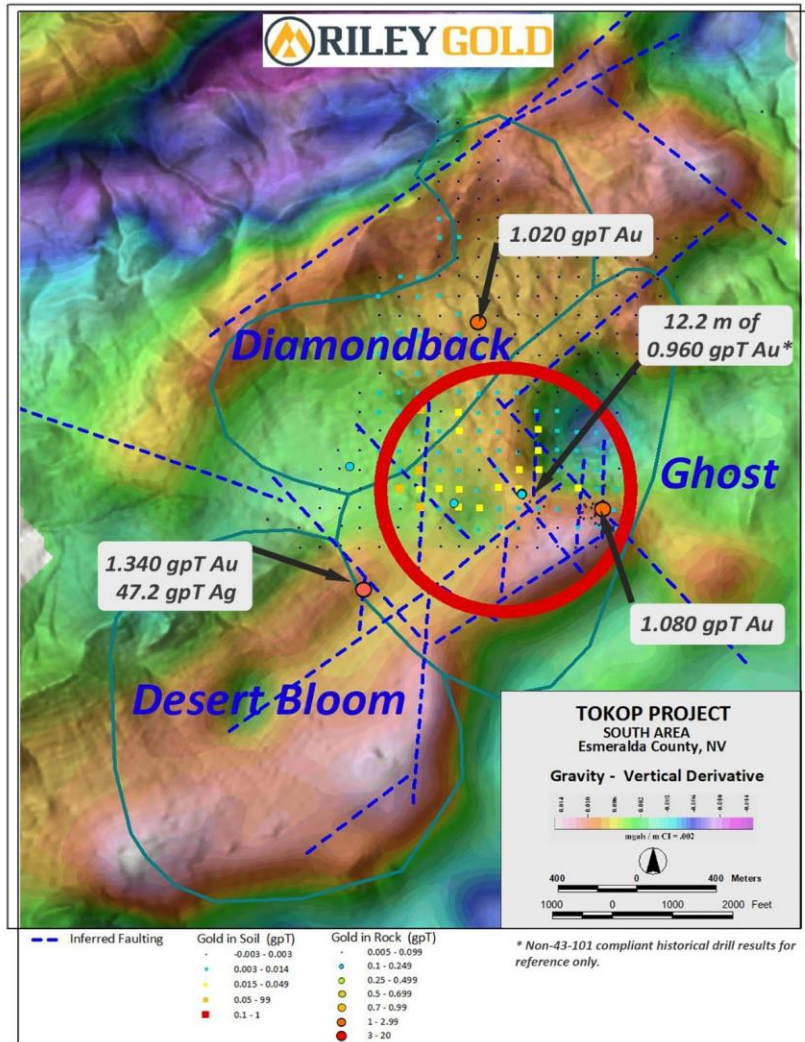 RILEY GOLD
1.020 gpT Au
12.2 m of
0.960 gpT Au*
Diamondback
Ghost
1.340 gpT Au
47.2 gpT Ag
1.080 gpT Au
Desert Bloom
TOKOP PROJECT
SOUTH AREA
Esmeralda County, NV
Gravity - Vertical Derivative
mgals / m CI = .002
400 0 400 Meters
1000 0 1000 2000 Feet
Inferred Faulting
Gold in Soil (gpT)
-0.003 - 0.003
0.003 - 0.014
0.015 - 0.049
0.05 - 99
0.1 - 1
Gold in Rock (gpT)
0.005 - 0.099
0.1 - 0.249
0.25 - 0.499
0.5 - 0.699
0.7 - 0.99
1 - 2.99
3 - 20
* Non-43-101 compliant historical drill results for
reference only.